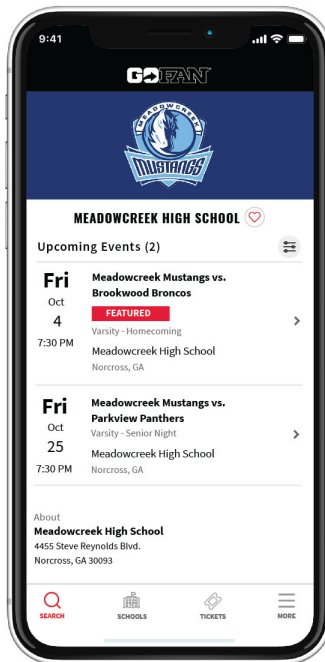 9:41
GOFAN
MEADOWCREEK
MUSTANGS
MEADOWCREEK HIGH SCHOOL
Upcoming Events (2)
Fri
Oct
4
7:30 PM
Meadowcreek Mustangs vs.
Brookwood Broncos
FEATURED
Varsity - Homecoming
Meadowcreek High School
Norcross, GA
Fri
Oct
25
7:30 PM
Meadowcreek Mustangs vs.
Parkview Panthers
Varsity - Senior Night
Meadowcreek High School
Norcross, GA
About
Meadowcreek High School
4455 Steve Reynolds Blvd.
Norcross, GA 30093
SEARCH
SCHOOLS
TICKETS
MORE